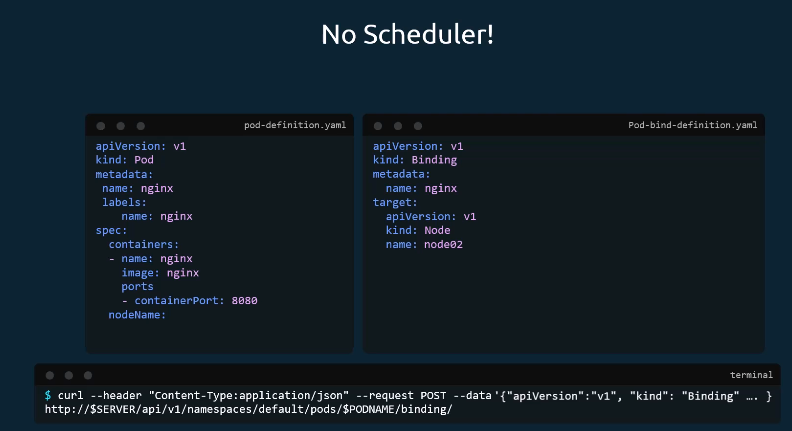 No Scheduler!
pod-definition.yaml
apiVersion: v1
kind: Pod
metadata:
 name: nginx
 labels:
    name: nginx
spec:
  containers:
  - name: nginx
    image: nginx
    ports
    - containerPort: 8080
  nodeName:
Pod-bind-definition.yaml
apiVersion: v1
kind: Binding
metadata:
  name: nginx
target:
  apiVersion: v1
  kind: Node
  name: node02
terminal
$ curl --header "Content-Type:application/json" --request POST --data '{"apiVersion":"v1", "kind": "Binding" …. }
http://$SERVER/api/v1/namespaces/default/pods/$PODNAME/binding/